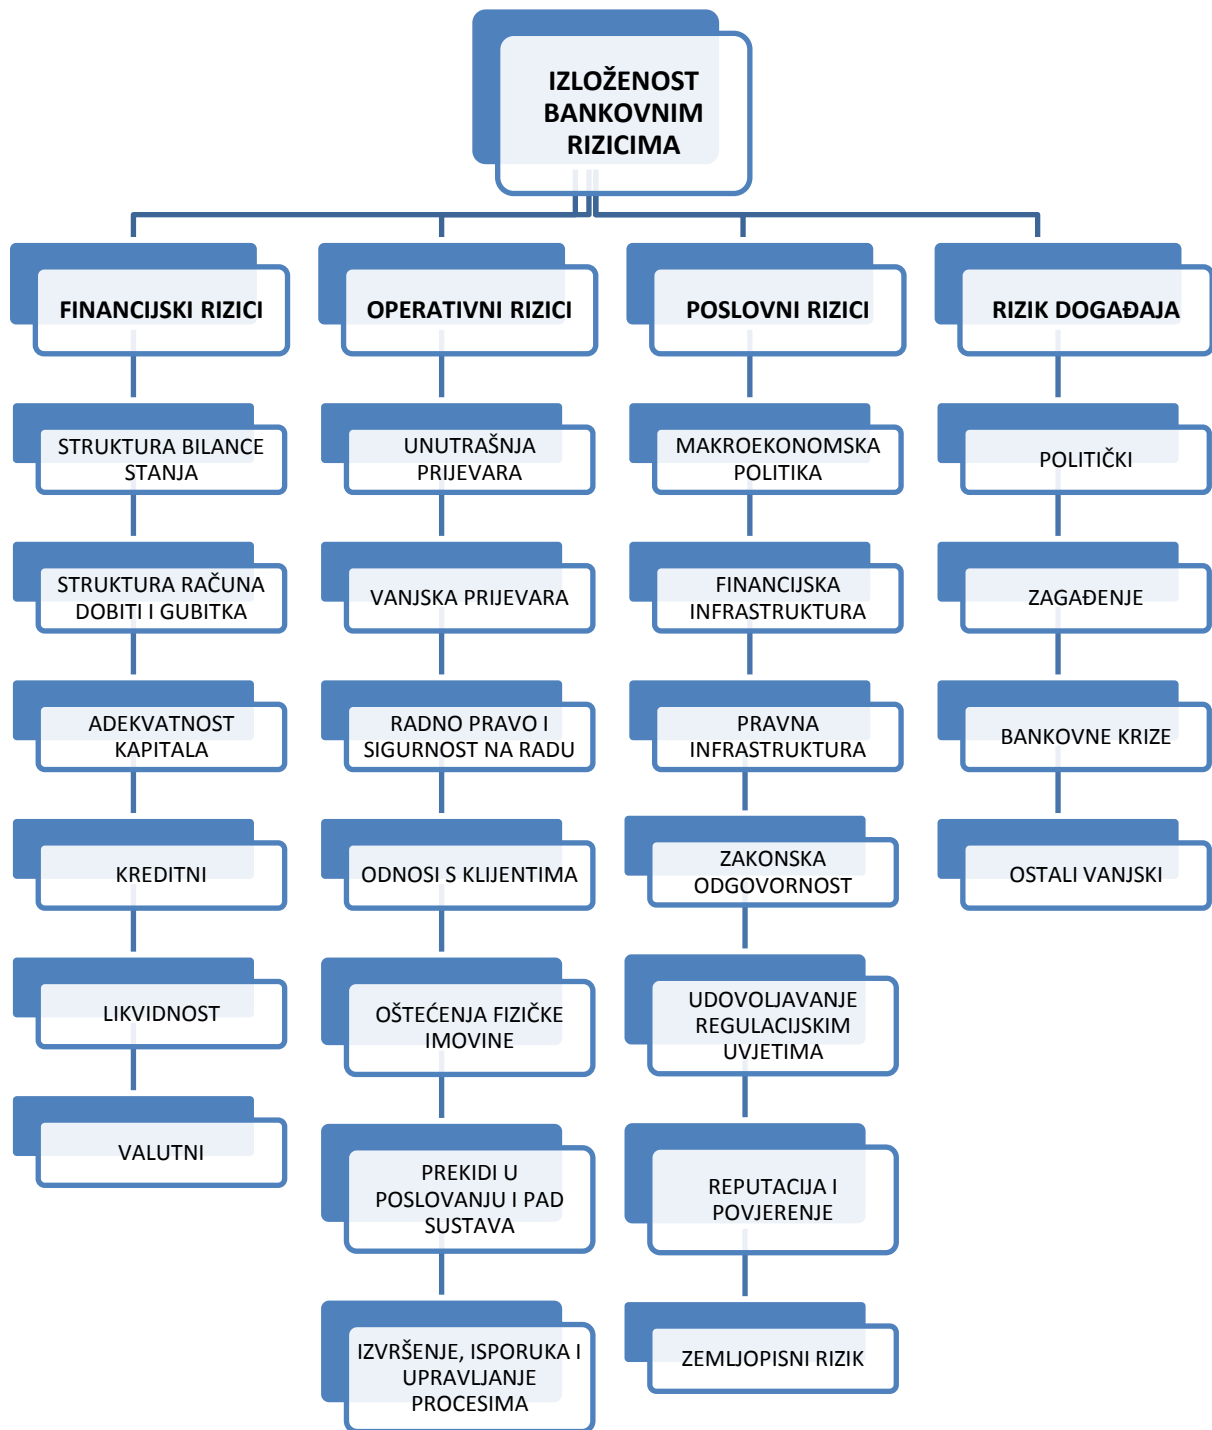 IZLOŽENOST
BANKOVNIM
RIZICIMA
FINANCIJSKI RIZICI
STRUKTURA BILANCE
STANJA
STRUKTURA RAČUNA
DOBITI I GUBITKA
ADEKVATNOST
KAPITALA
KREDITNI
LIKVIDNOST
VALUTNI
OPERATIVNI RIZICI
UNUTRAŠNJA
PRIJEVARA
VANJSKA PRIJEVARA
RADNO PRAVO I
SIGURNOST NA RADU
ODNOSI S KLIJENTIMA
OŠTEĆENJA FIZIČKE
IMOVINE
PREKIDI U
POSLOVANJU I PAD
SUSTAVA
IZVRŠENJE, ISPORUKA I
UPRAVLJANJE
PROCESIMA
POSLOVNI RIZICI
MAKROEKONOMSKA
POLITIKA
FINANCIJSKA
INFRASTRUKTURA
PRAVNA
INFRASTRUKTURA
ZAKONSKA
ODGOVORNOST
UDOVOLJAVANJE
REGULACIJSKIM
UVJETIMA
REPUTACIJA I
POVJERENJE
ZEMLJOPISNI RIZIK
RIZIK DOGAĐAJA
POLITIČKI
ZAGAĐENJE
BANKOVNE KRIZE
OSTALI VANJSKI